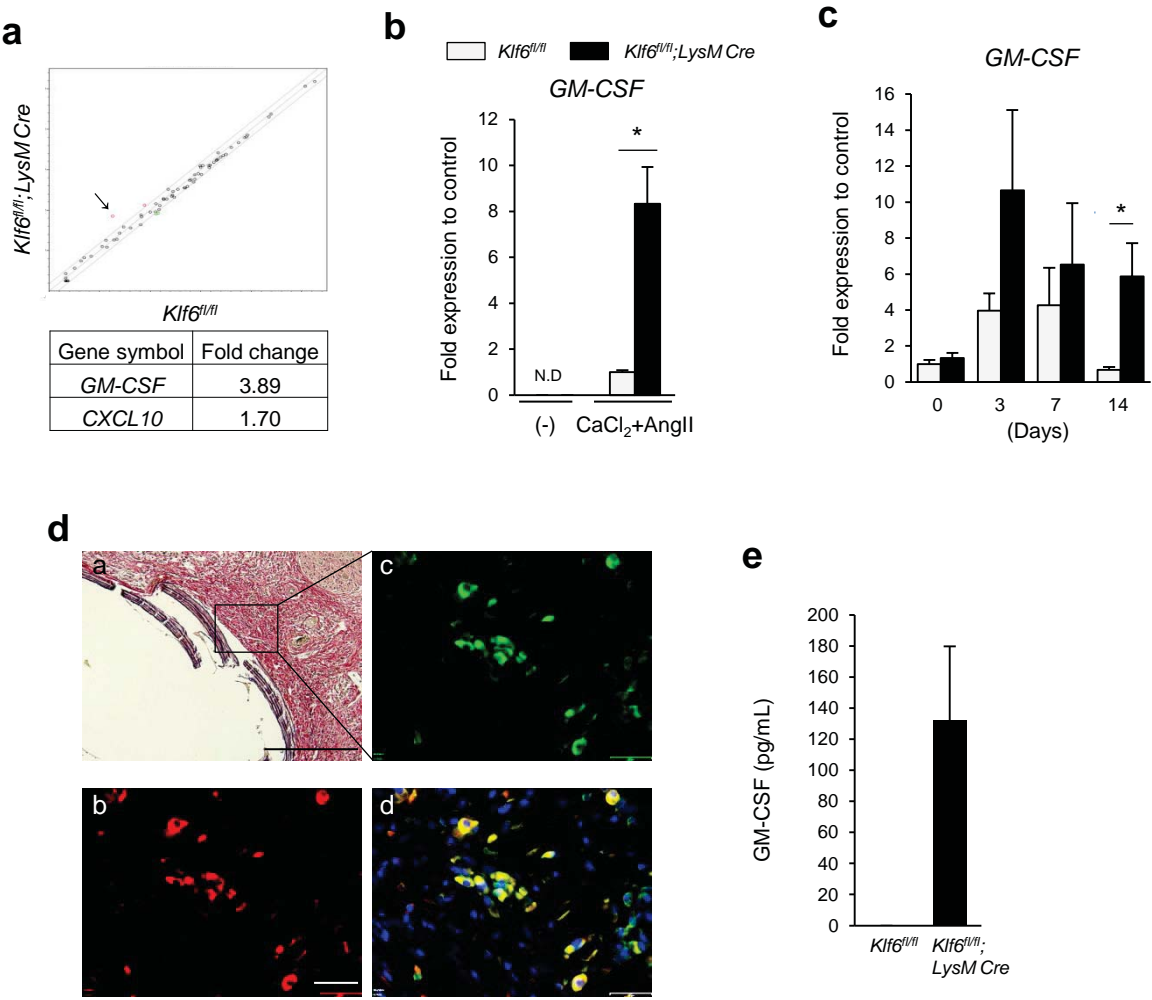 a
Klf6fl/fl;LysM Cre
Klf6fl/fl
Gene symbol Fold change
GM-CSF 3.89
CXCL10 1.70
b
Klf6fl/fl Klf6fl/fl;LysM Cre
GM-CSF
Fold expression to control
12
10
8
6
4
2
0
*
N.D
(-) CaCl2+AngII
c
GM-CSF
Fold expression to control
16
14
12
10
8
6
4
2
0
*
0 3 7 14
(Days)
d
a
c
b
d
e
GM-CSF (pg/mL)
200
180
160
140
120
100
80
60
40
20
0
Klf6fl/fl Klf6fl/fl;
LysM Cre